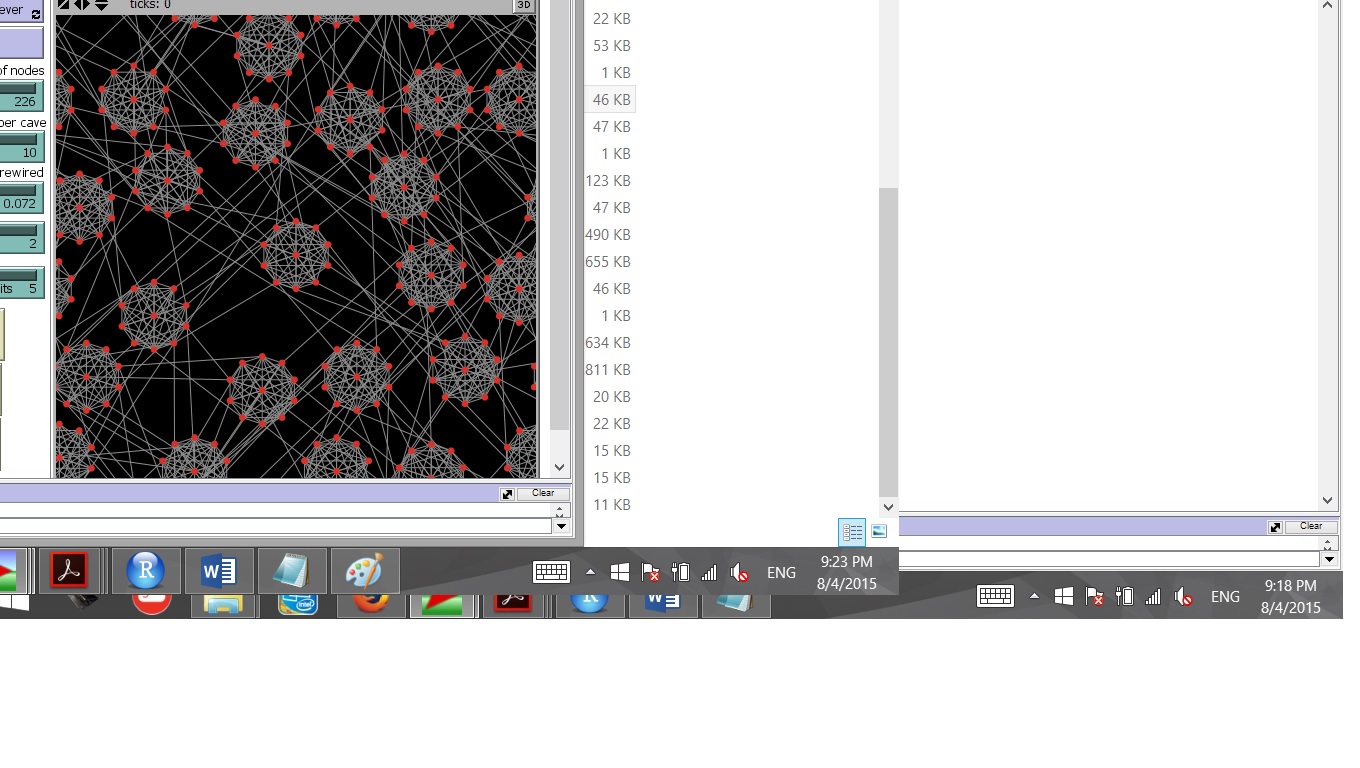 ever
ticks: 0
3D
of nodes
226
per cave
10
rewired
0.072
2
its 5
Clear
22 KB
53 KB
1 KB
46 KB
47 KB
1 KB
123 KB
47 KB
490 KB
655 KB
46 KB
1 KB
634 KB
811 KB
20 KB
22 KB
15 KB
15 KB
11 KB
Clear
R
W
ENG
9:23 PM
8/4/2015
intel
ENG
9:18 PM
8/4/2015